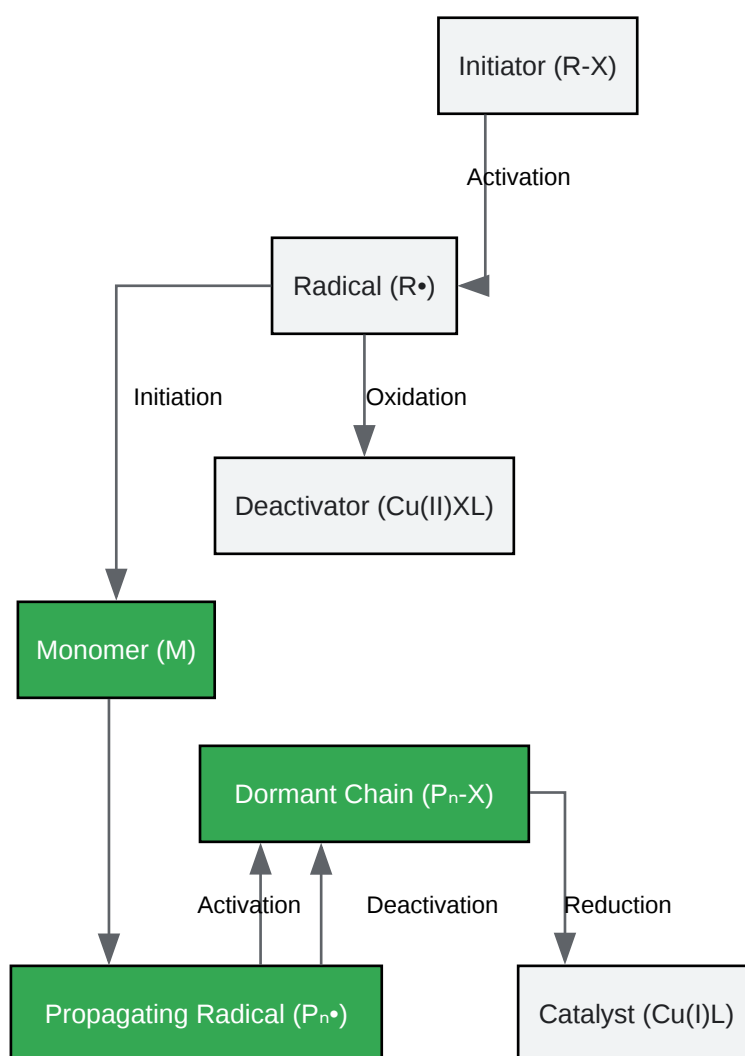 Initiator (R-X)
Activation
Radical (R•)
Initiation
Oxidation
Deactivator (Cu(II)XL)
Monomer (M)
Dormant Chain (Pₙ-X)
Activation
Deactivation
Reduction
Propagating Radical (Pₙ•)
Catalyst (Cu(I)L)